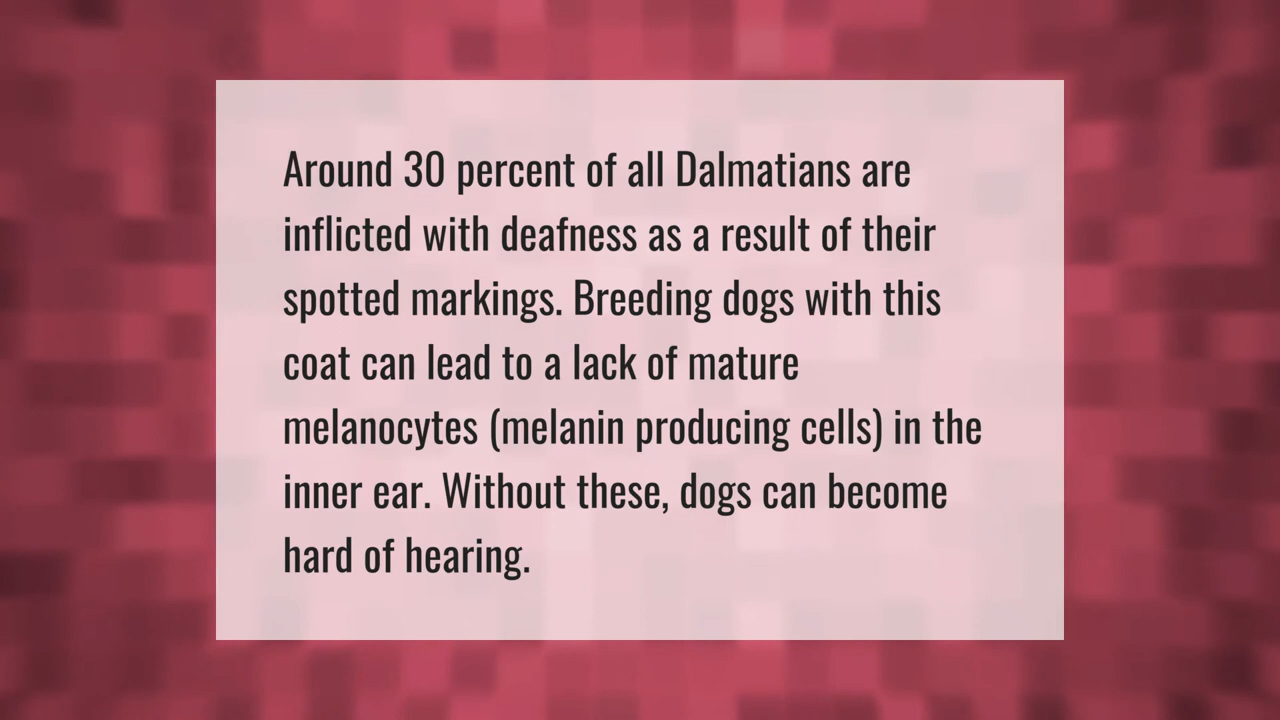 Around 30 percent of all Dalmatians are
inflicted with deafness as a result of their
spotted markings. Breeding dogs with this
coat can lead to a lack of mature
melanocytes (melanin producing cells) in the
inner ear. Without these, dogs can become
hard of hearing.